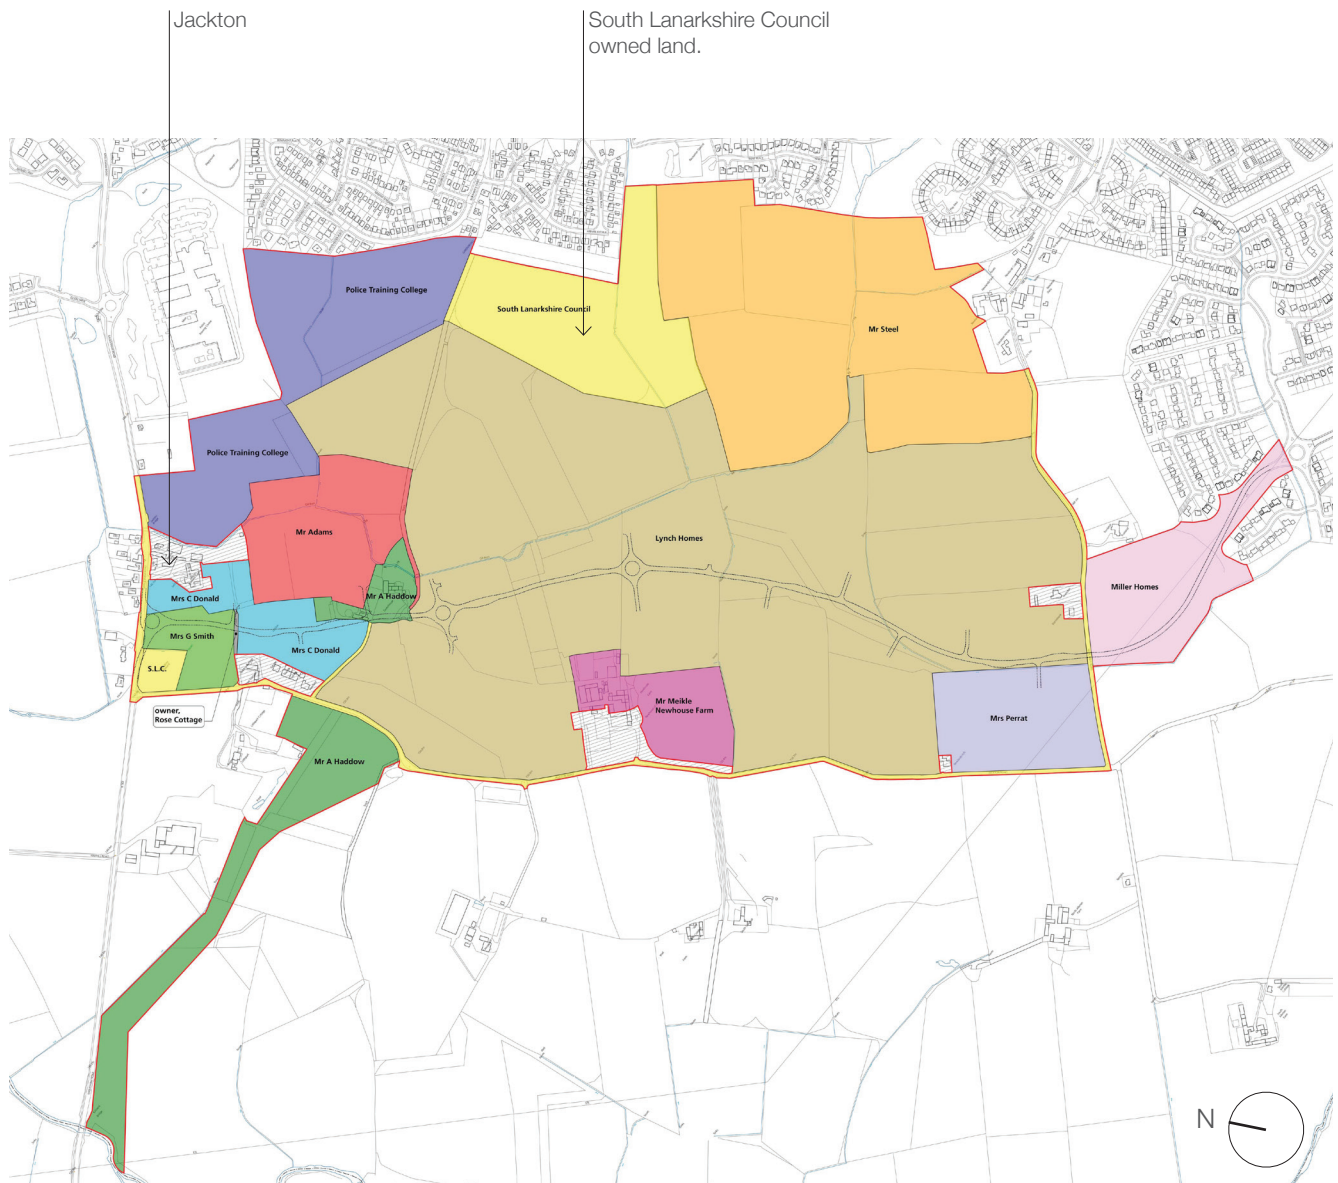 Jackton
South Lanarkshire Council
owned land.
Police Training College
South Lanarkshire Council
Mr Steel
Police Training College
Mr Adams
Lynch Homes
Miller Homes
Mrs C Donald
Mr A Haddow
Mrs G Smith
Mrs C Donald
S.L.C.
owner,
Rose Cottage
Mr Meikle
Newhouse Farm
Mrs Perrat
Mr A Haddow
N